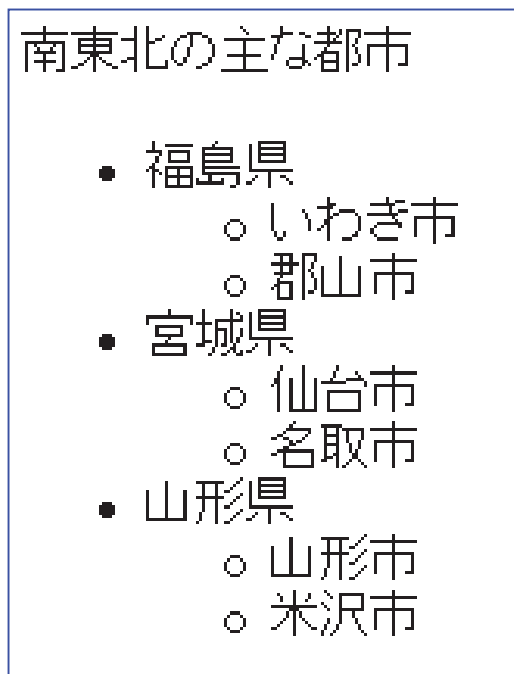 南東北の主な都市
• 福島県
○ いわき市
○ 郡山市
• 宮城県
○ 仙台市
○ 名取市
• 山形県
○ 山形市
○ 米沢市